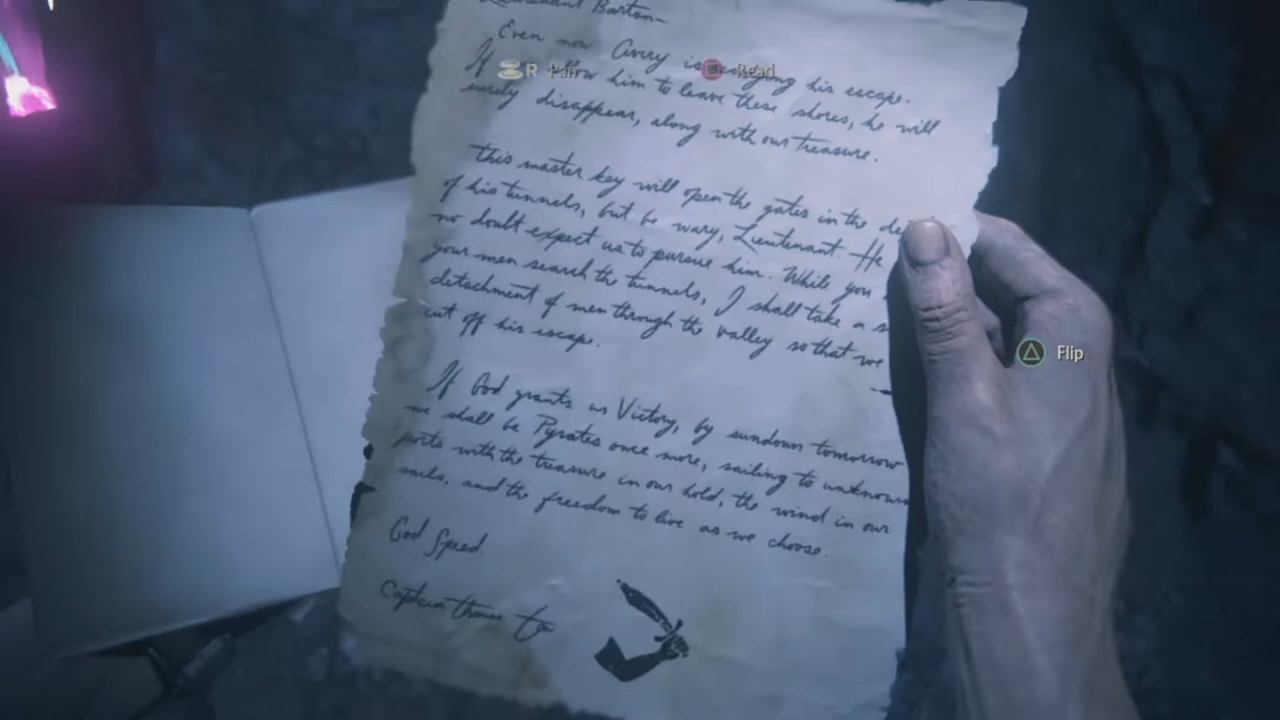 Lieutenant Barton—
Even now Avery is his escape.
If him to leave these shores, he will
surely disappear, along with our treasure.
R Pan Read
this master key will open the gates in the de
of his tunnels, but be wary, Lieutenant. He
no doubt expect us to pursue him. While you
your men search the tunnels, I shall take a s
detachment of men through the valley so that we
cut off his escape.
Flip
If God grants us Victory, by sundown tomorrow
we shall be Pyrates once more, sailing to unknown
ports with the treasure in our hold, the wind in our
sails, and the freedom to live as we choose.
God Speed.
Captain Thomas